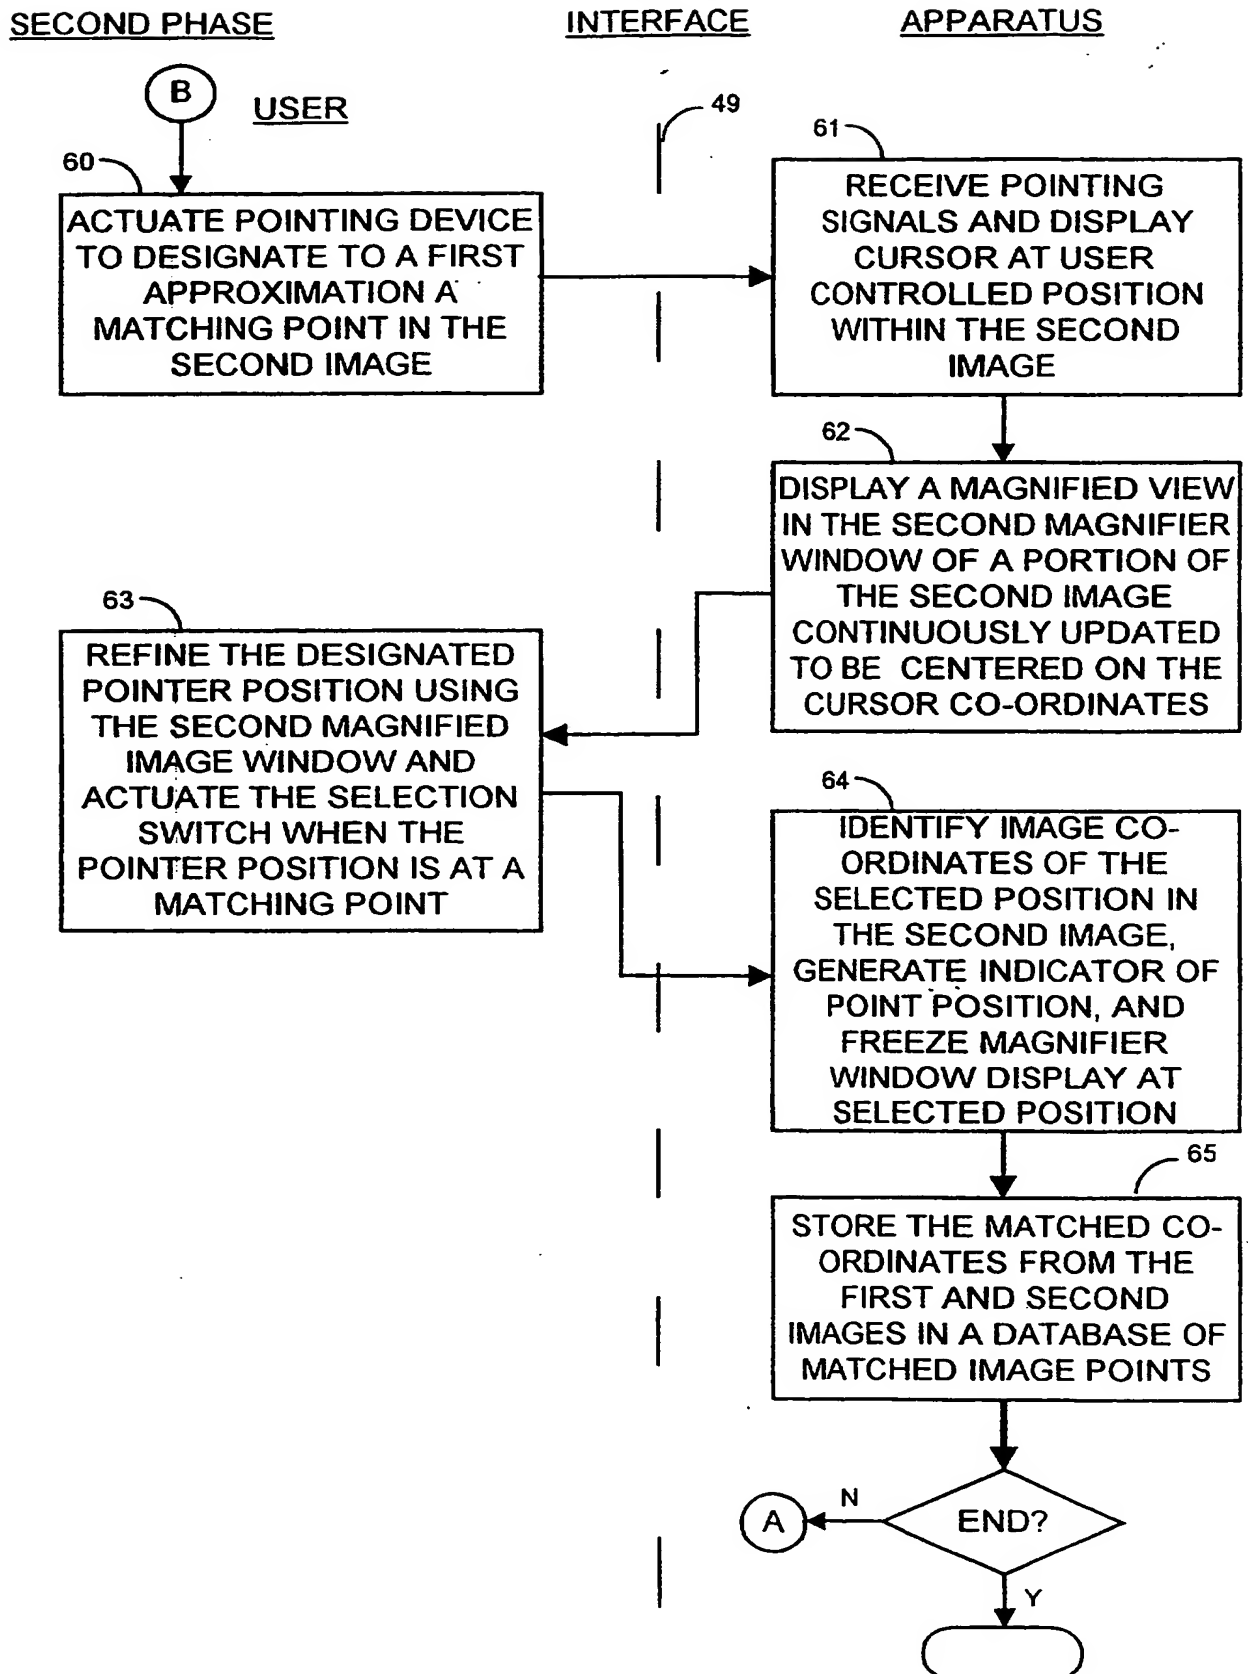 SECOND PHASE
INTERFACE
APPARATUS
B
USER
49
60
ACTUATE POINTING DEVICE
TO DESIGNATE TO A FIRST
APPROXIMATION A
MATCHING POINT IN THE
SECOND IMAGE
61
RECEIVE POINTING
SIGNALS AND DISPLAY
CURSOR AT USER
CONTROLLED POSITION
WITHIN THE SECOND
IMAGE
62
DISPLAY A MAGNIFIED VIEW
IN THE SECOND MAGNIFIER
WINDOW OF A PORTION OF
THE SECOND IMAGE
CONTINUOUSLY UPDATED
TO BE CENTERED ON THE
CURSOR CO-ORDINATES
63
REFINE THE DESIGNATED
POINTER POSITION USING
THE SECOND MAGNIFIED
IMAGE WINDOW AND
ACTUATE THE SELECTION
SWITCH WHEN THE
POINTER POSITION IS AT A
MATCHING POINT
64
IDENTIFY IMAGE CO-
ORDINATES OF THE
SELECTED POSITION IN
THE SECOND IMAGE,
GENERATE INDICATOR OF
POINT POSITION, AND
FREEZE MAGNIFIER
WINDOW DISPLAY AT
SELECTED POSITION
65
STORE THE MATCHED CO-
ORDINATES FROM THE
FIRST AND SECOND
IMAGES IN A DATABASE OF
MATCHED IMAGE POINTS
END?
N
A
Y